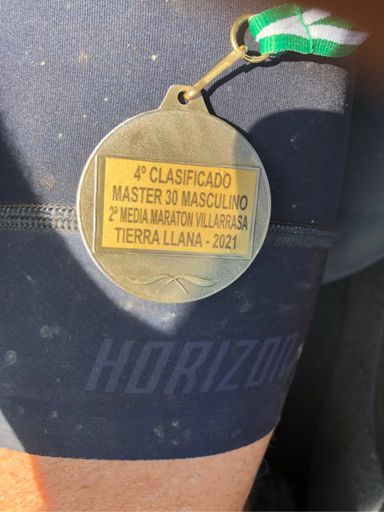 4º CLASIFICADO
MASTER 30 MASCULINO
2ª MEDIA MARATON VILLARRASA
TIERRA LLANA - 2021
HORIZON